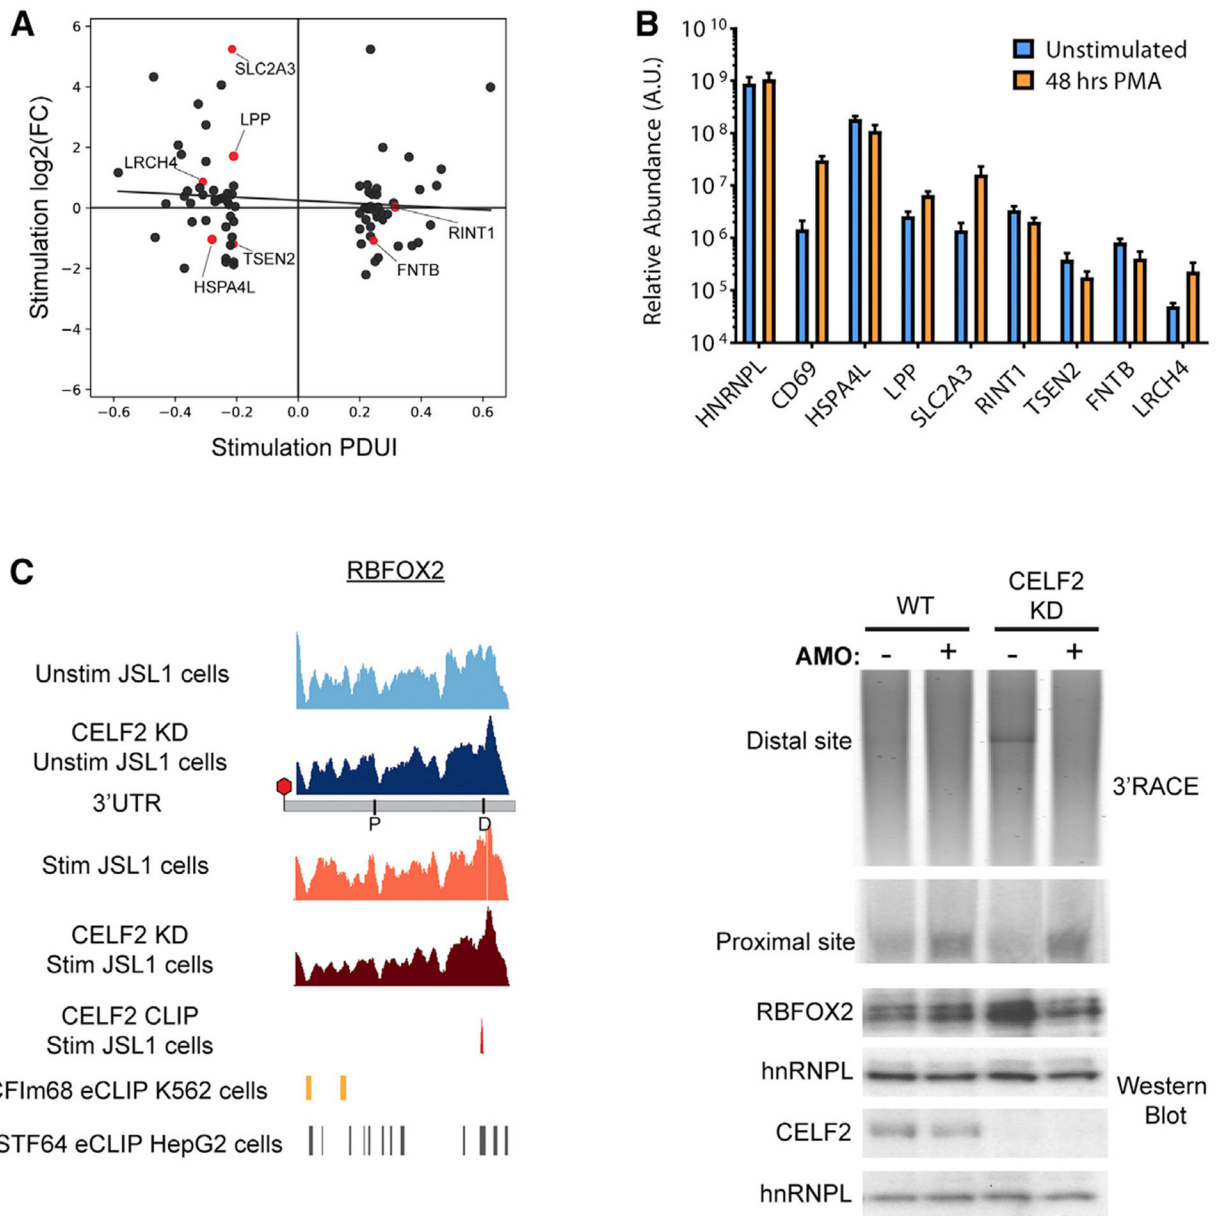 A
6
4
2
0
−2
−4
−6
Stimulation log2(FC)
SLC2A3
LPP
LRCH4
RINT1
TSEN2
FNTB
HSPA4L
−0.6 −0.4 −0.2 0.0 0.2 0.4 0.6
Stimulation PDUI
B
Relative Abundance (A.U.)
10^10
10^9
10^8
10^7
10^6
10^5
10^4
Unstimulated
48 hrs PMA
HNRNPL CD69 HSPA4L LPP SLC2A3 RINT1 TSEN2 FNTB LRCH4
C
RBFOX2
Unstim JSL1 cells
CELF2 KD
Unstim JSL1 cells
3’UTR
P D
Stim JSL1 cells
CELF2 KD
Stim JSL1 cells
CELF2 CLIP
Stim JSL1 cells
CFIm68 eCLIP K562 cells
STF64 eCLIP HepG2 cells
WT
CELF2
KD
AMO: - + - +
Distal site
3’RACE
Proximal site
RBFOX2
hnRNPL
Western
Blot
CELF2
hnRNPL